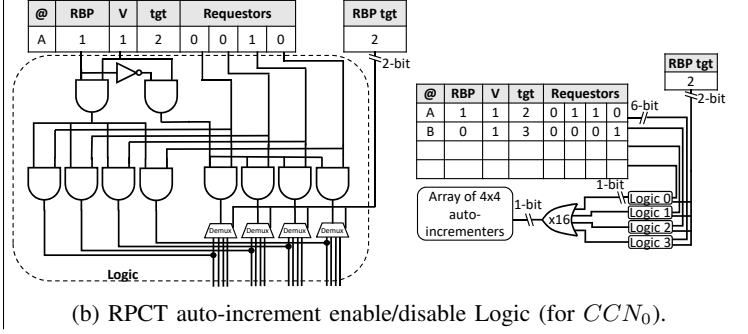 @ RBP V tgt Requestors
A 1 1 2 0 0 1 0
RBP tgt
2
2-bit
Demux Demux Demux Demux
Logic
RBP tgt
2
2-bit
@ RBP V tgt Requestors
A 1 1 2 0 1 1 0
B 0 1 3 0 0 0 1
6-bit
Array of 4x4
auto-
incrementers
1-bit
x16
1-bit
Logic 0
Logic 1
Logic 2
Logic 3
(b) RPCT auto-increment enable/disable Logic (for CCN₀).